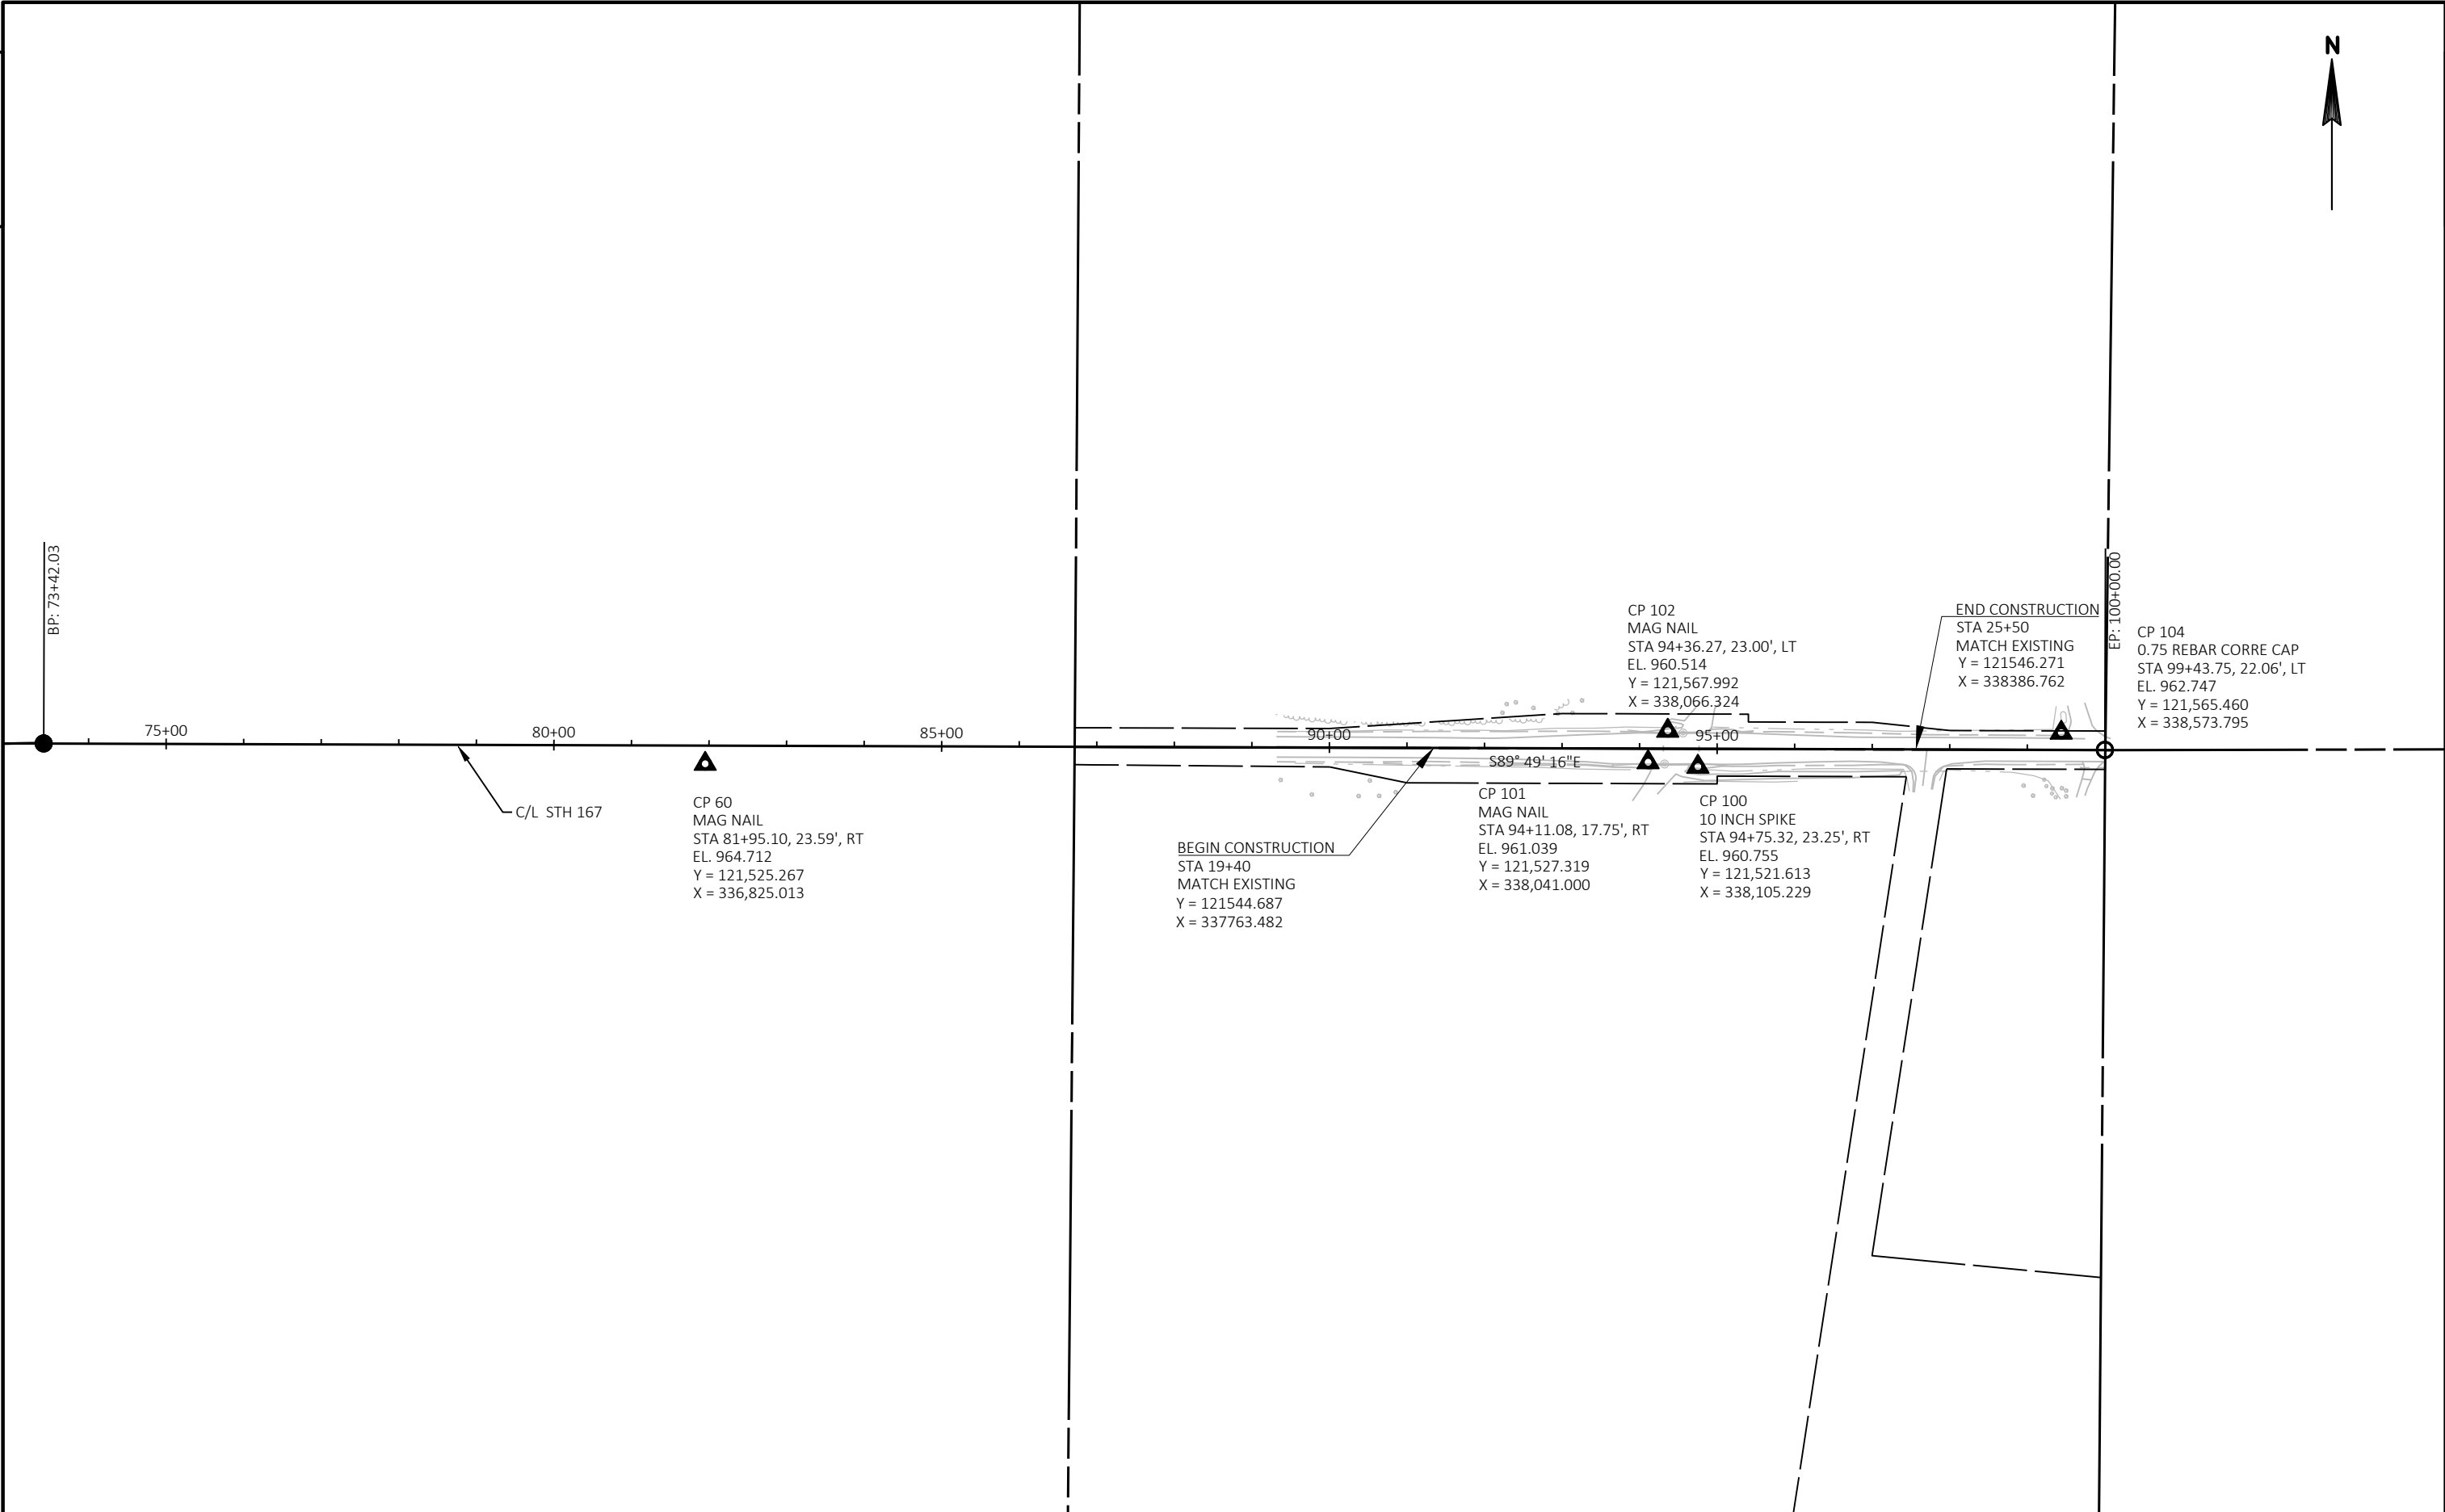 N
BP: 73+42.03
75+00
80+00
85+00
90+00
95+00
EP: 100+00.00
S89° 49' 16"E
C/L STH 167
CP 60
MAG NAIL
STA 81+95.10, 23.59', RT
EL. 964.712
Y = 121,525.267
X = 336,825.013
BEGIN CONSTRUCTION
STA 19+40
MATCH EXISTING
Y = 121544.687
X = 337763.482
CP 102
MAG NAIL
STA 94+36.27, 23.00', LT
EL. 960.514
Y = 121,567.992
X = 338,066.324
CP 101
MAG NAIL
STA 94+11.08, 17.75', RT
EL. 961.039
Y = 121,527.319
X = 338,041.000
CP 100
10 INCH SPIKE
STA 94+75.32, 23.25', RT
EL. 960.755
Y = 121,521.613
X = 338,105.229
END CONSTRUCTION
STA 25+50
MATCH EXISTING
Y = 121546.271
X = 338386.762
CP 104
0.75 REBAR CORRE CAP
STA 99+43.75, 22.06', LT
EL. 962.747
Y = 121,565.460
X = 338,573.795